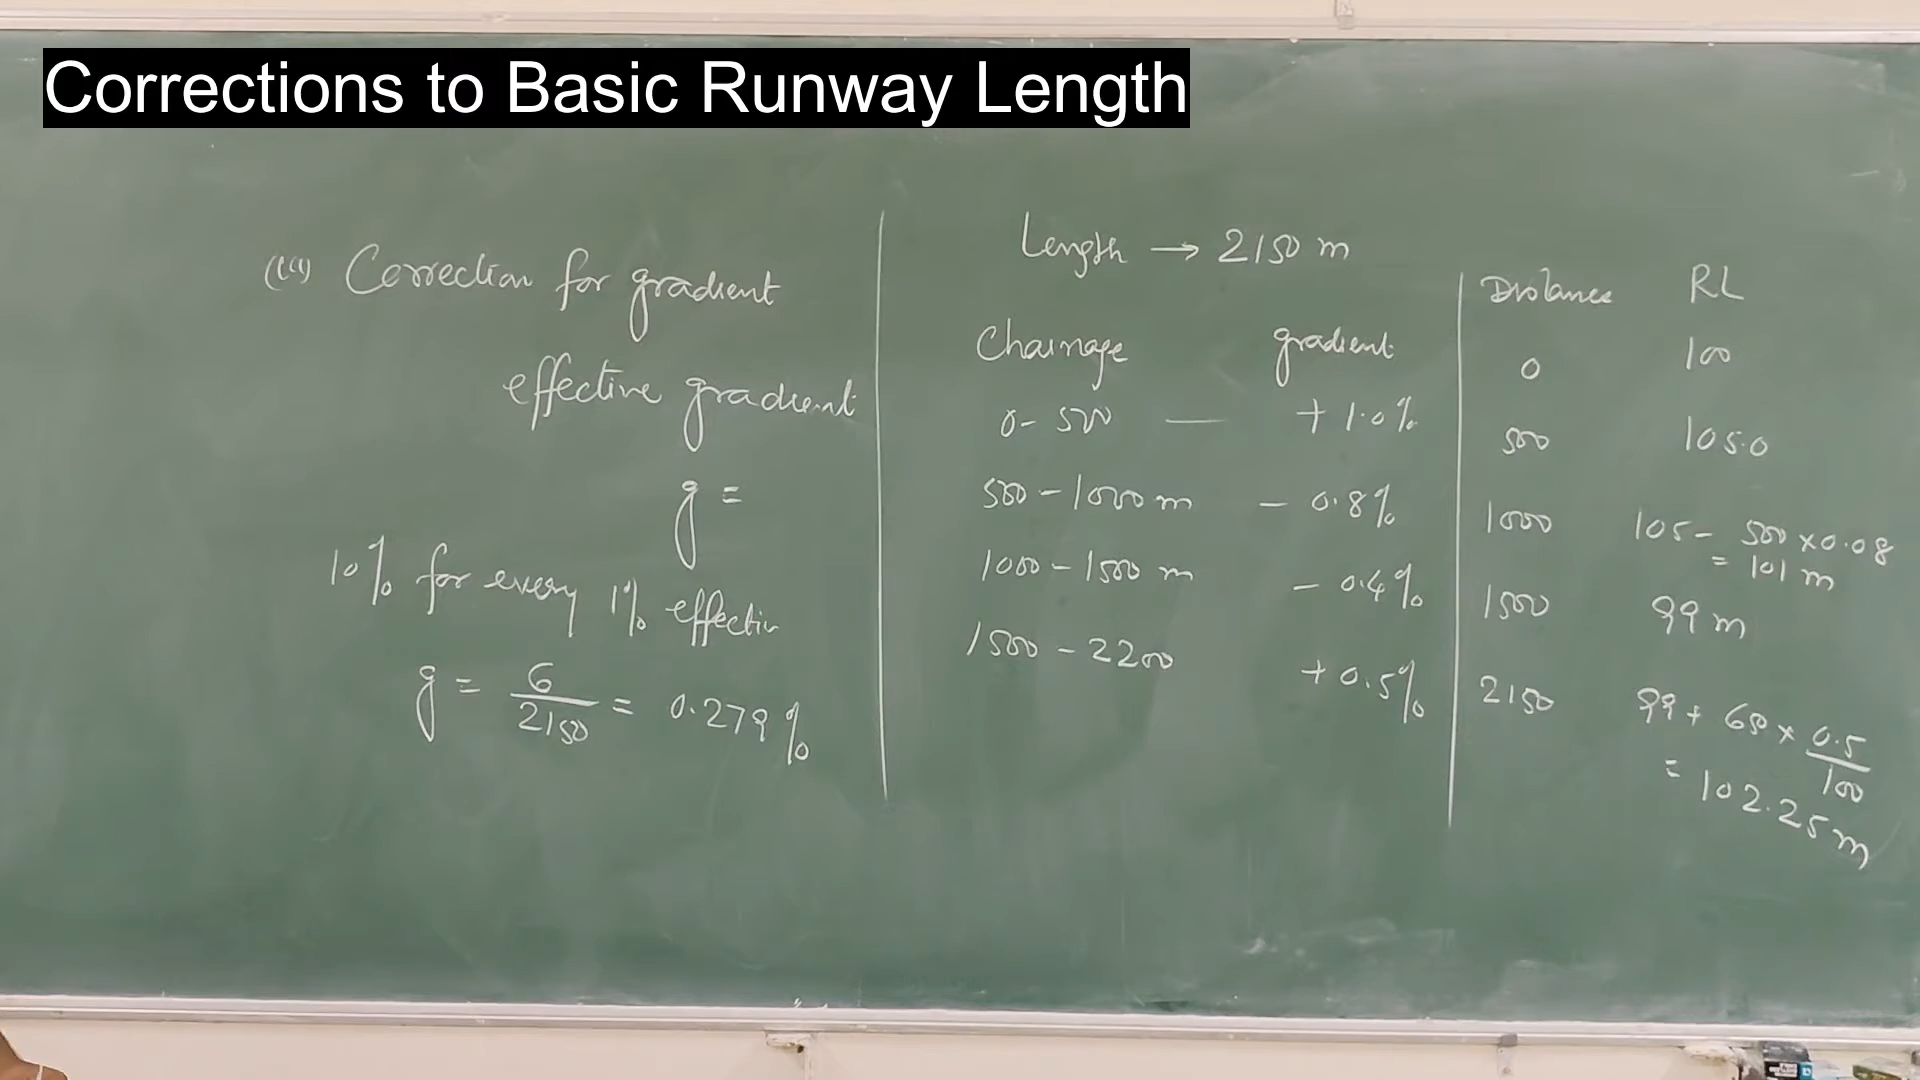 Corrections to Basic Runway Length
Correction for gradient
effective gradient
g =
10% for every 1% effectiv
g = 6/2150 = 0.279%
Length → 2150 m
Chainage gradient
0 - 500 — + 1.0%
500 - 1000 m - 0.8%
1000 - 1500 m - 0.4%
1500 - 2200 + 0.5%
Distance RL
0 100
500 105.0
1000 105 - 500 × 0.08
= 101 m
1500 99 m
2150 99 + 650 × 0.5/100
= 102.25 m